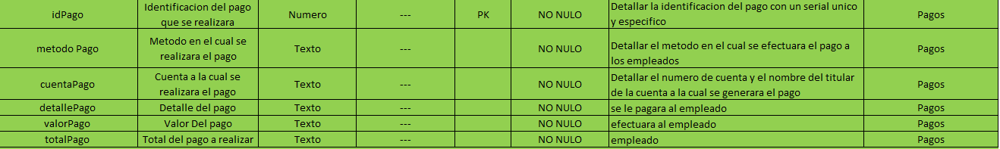 idPago Identificacion del pago que se realizara Numero --- PK NO NULO Detallar la identificacion del pago con un serial unico y especifico Pagos
metodo Pago Metodo en el cual se realizara el pago Texto --- NO NULO Detallar el metodo en el cual se efectuara el pago a los empleados Pagos
cuentaPago Cuenta a la cual se realizara el pago Texto --- NO NULO Detallar el numero de cuenta y el nombre del titular de la cuenta a la cual se generara el pago Pagos
detallePago Detalle del pago Texto --- NO NULO se le pagara al empleado Pagos
valorPago Valor Del pago Texto --- NO NULO efectuara al empleado Pagos
totalPago Total del pago a realizar Texto --- NO NULO empleado Pagos